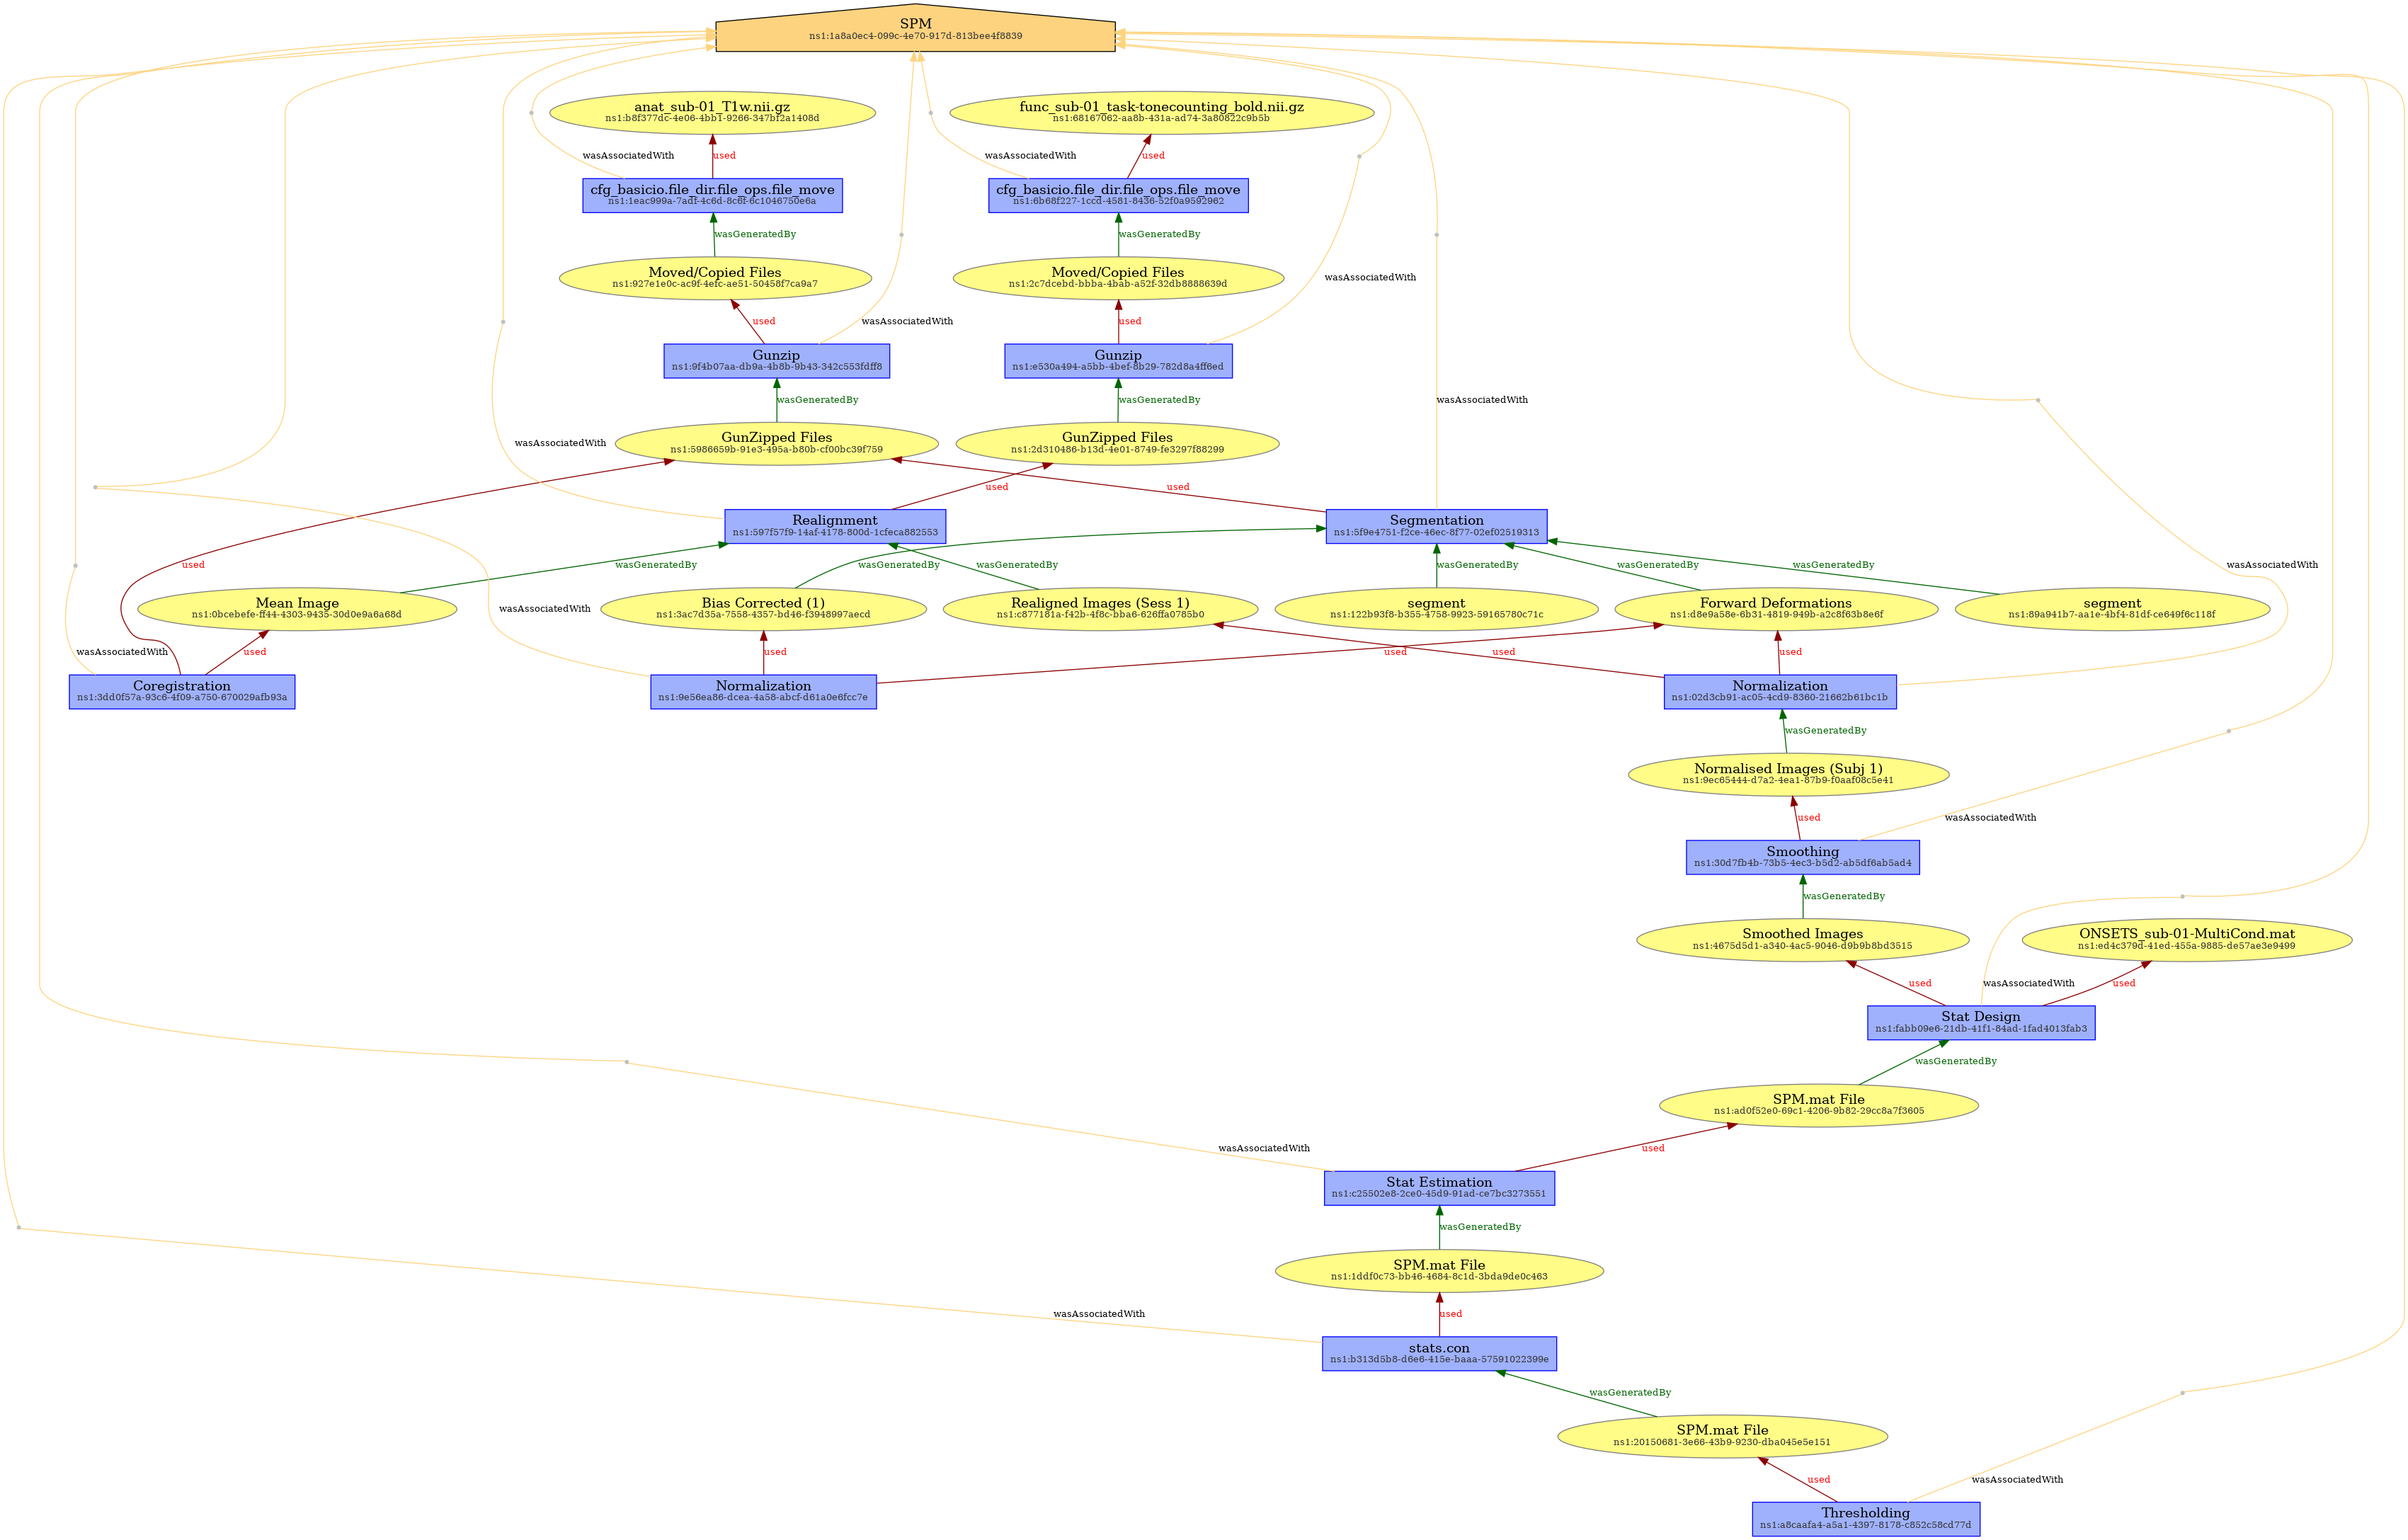 SPM
ns1:1a8a0ec4-099c-4e70-917d-813bee4f8839
anat_sub-01_T1w.nii.gz
ns1:b8f377dc-4e06-4bb1-9266-347bf2a1408d
func_sub-01_task-tonecounting_bold.nii.gz
ns1:68167062-aa8b-431a-ad74-3a80822c9b5b
wasAssociatedWith
used
wasAssociatedWith
used
cfg_basicio.file_dir.file_ops.file_move
ns1:1eac999a-7adf-4c6d-8c6f-6c1046750e6a
cfg_basicio.file_dir.file_ops.file_move
ns1:6b68f227-1ccd-4581-8436-52f0a9592962
wasGeneratedBy
wasGeneratedBy
Moved/Copied Files
ns1:927e1e0c-ac9f-4efc-ae51-50458f7ca9a7
Moved/Copied Files
ns1:2c7dcebd-bbba-4bab-a52f-32db8888639d
wasAssociatedWith
used
wasAssociatedWith
used
Gunzip
ns1:9f4b07aa-db9a-4b8b-9b43-342c553fdff8
Gunzip
ns1:e530a494-a5bb-4bef-8b29-782d8a4ff6ed
wasGeneratedBy
wasGeneratedBy
wasAssociatedWith
GunZipped Files
ns1:5986659b-91e3-495a-b80b-cf00bc39f759
GunZipped Files
ns1:2d310486-b13d-4e01-8749-fe3297f88299
wasAssociatedWith
used
used
Realignment
ns1:597f57f9-14af-4178-800d-1cfeca882553
Segmentation
ns1:5f9e4751-f2ce-46ec-8f77-02ef02519313
used
wasGeneratedBy
wasGeneratedBy
wasGeneratedBy
wasGeneratedBy
wasGeneratedBy
wasGeneratedBy
wasAssociatedWith
Mean Image
ns1:0bcebefe-ff44-4303-9435-30d0e9a6a68d
wasAssociatedWith
Bias Corrected (1)
ns1:3ac7d35a-7558-4357-bd46-f3948997aecd
Realigned Images (Sess 1)
ns1:c877181a-f42b-4f8c-bba6-626ffa0785b0
segment
ns1:122b93f8-b355-4758-9923-59165780c71c
Forward Deformations
ns1:d8e9a58e-6b31-4819-949b-a2c8f63b8e6f
segment
ns1:89a941b7-aa1e-4bf4-81df-ce649f6c118f
wasAssociatedWith
used
used
used
used
used
Coregistration
ns1:3dd0f57a-93c6-4f09-a750-670029afb93a
Normalization
ns1:9e56ea86-dcea-4a58-abcf-d61a0e6fcc7e
Normalization
ns1:02d3cb91-ac05-4cd9-8360-21662b61bc1b
wasGeneratedBy
Normalised Images (Subj 1)
ns1:9ec65444-d7a2-4ea1-87b9-f0aaf08c5e41
used
wasAssociatedWith
Smoothing
ns1:30d7fb4b-73b5-4ec3-b5d2-ab5df6ab5ad4
wasGeneratedBy
Smoothed Images
ns1:4675d5d1-a340-4ac5-9046-d9b9b8bd3515
ONSETS_sub-01-MultiCond.mat
ns1:ed4c379d-41ed-455a-9885-de57ae3e9499
used
wasAssociatedWith
used
Stat Design
ns1:fabb09e6-21db-41f1-84ad-1fad4013fab3
wasGeneratedBy
SPM.mat File
ns1:ad0f52e0-69c1-4206-9b82-29cc8a7f3605
wasAssociatedWith
used
Stat Estimation
ns1:c25502e8-2ce0-45d9-91ad-ce7bc3273551
wasGeneratedBy
SPM.mat File
ns1:1ddf0c73-bb46-4684-8c1d-3bda9de0c463
wasAssociatedWith
used
stats.con
ns1:b313d5b8-d6e6-415e-baaa-57591022399e
wasGeneratedBy
SPM.mat File
ns1:20150681-3e66-43b9-9230-dba045e5e151
used
wasAssociatedWith
Thresholding
ns1:a8caafa4-a5a1-4397-8178-c852c58cd77d